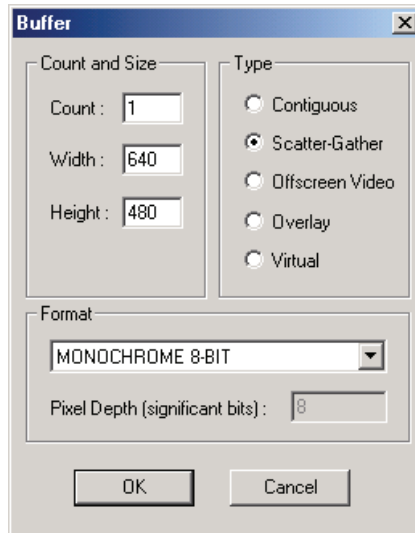 Buffer
Count and Size
Count : 1
Width : 640
Height : 480
Type
Contiguous
Scatter-Gather
Offscreen Video
Overlay
Virtual
Format
MONOCHROME 8-BIT
Pixel Depth (significant bits) : 8
OK Cancel